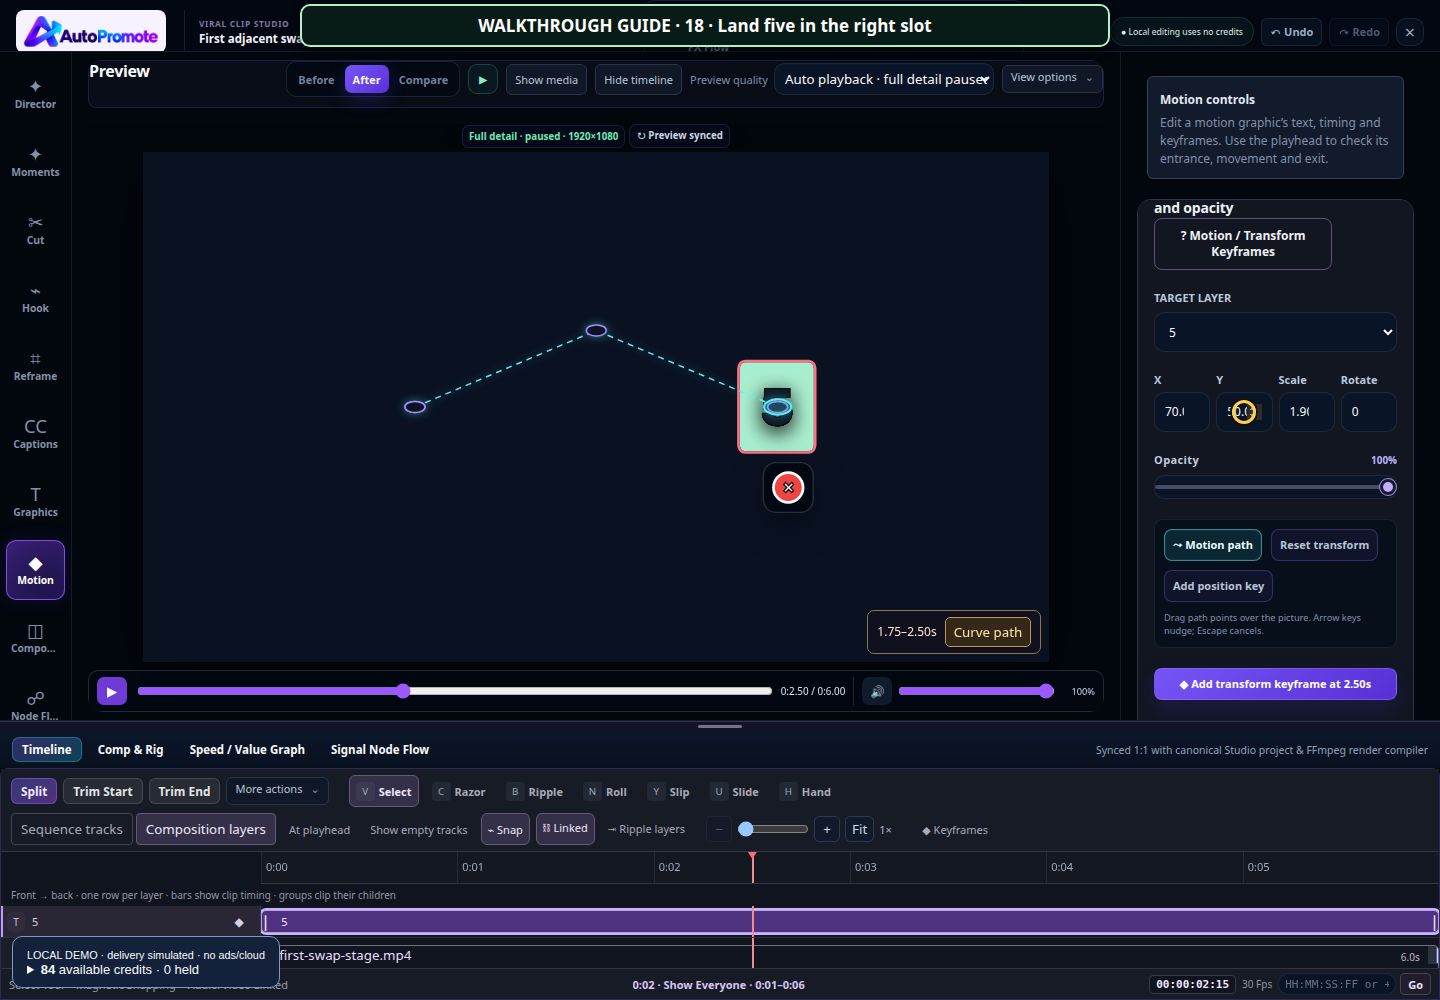 WALKTHROUGH GUIDE · 18 · Land five in the right slot
AutoPromote
VIRAL CLIP STUDIO
First adjacent swa
● Local editing uses no credits
↶ Undo
↷ Redo
✕
Director
Moments
Cut
Hook
Reframe
CC
Captions
T
Graphics
Motion
Compo...
Node Fl...
Preview
Before
After
Compare
Show media
Hide timeline
Preview quality
Auto playback · full detail pause
View options
Full detail · paused · 1920×1080
↻ Preview synced
1.75–2.50s
Curve path
0:2.50 / 0:6.00
100%
Motion controls
Edit a motion graphic's text, timing and
keyframes. Use the playhead to check its
entrance, movement and exit.
and opacity
? Motion / Transform
Keyframes
TARGET LAYER
5
X
Y
Scale
Rotate
70.
1.90
0
Opacity
100%
⤳ Motion path
Reset transform
Add position key
Drag path points over the picture. Arrow keys
nudge; Escape cancels.
◆ Add transform keyframe at 2.50s
Timeline
Comp & Rig
Speed / Value Graph
Signal Node Flow
Synced 1:1 with canonical Studio project & FFmpeg render compiler
Split
Trim Start
Trim End
More actions
V Select
C Razor
B Ripple
N Roll
Y Slip
U Slide
H Hand
Sequence tracks
Composition layers
At playhead
Show empty tracks
Snap
Linked
⇥ Ripple layers
−
+
Fit
1×
◆ Keyframes
0:00
0:01
0:02
0:03
0:04
0:05
Front → back · one row per layer · bars show clip timing · groups clip their children
T 5
◆
5
first-swap-stage.mp4
6.0s
LOCAL DEMO · delivery simulated · no ads/cloud
▶ 84 available credits · 0 held
0:02 · Show Everyone · 0:01–0:06
00:00:02:15
30 Fps
HH:MM:SS:FF or +
Go